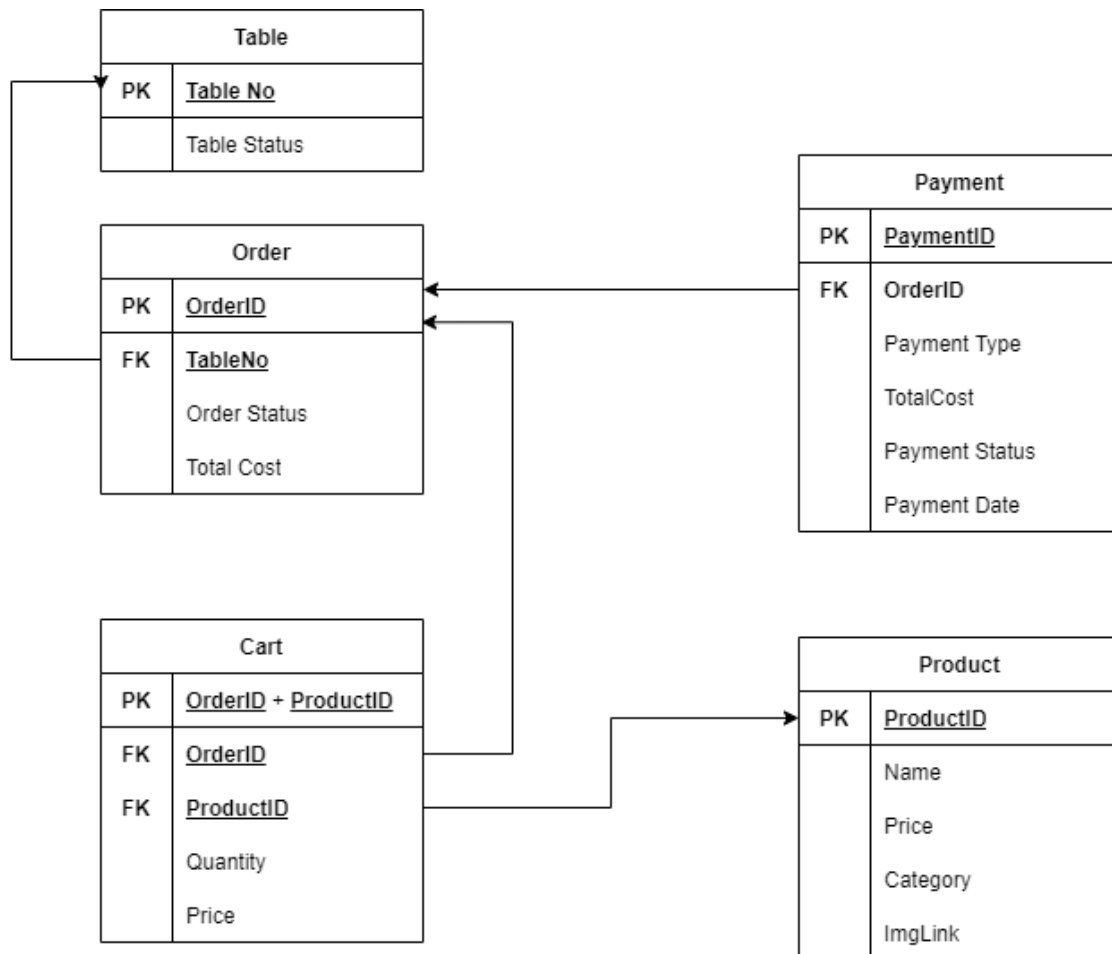 Table
PK Table No
Table Status
Order
PK OrderID
FK TableNo
Order Status
Total Cost
Payment
PK PaymentID
FK OrderID
Payment Type
TotalCost
Payment Status
Payment Date
Cart
PK OrderID + ProductID
FK OrderID
FK ProductID
Quantity
Price
Product
PK ProductID
Name
Price
Category
ImgLink